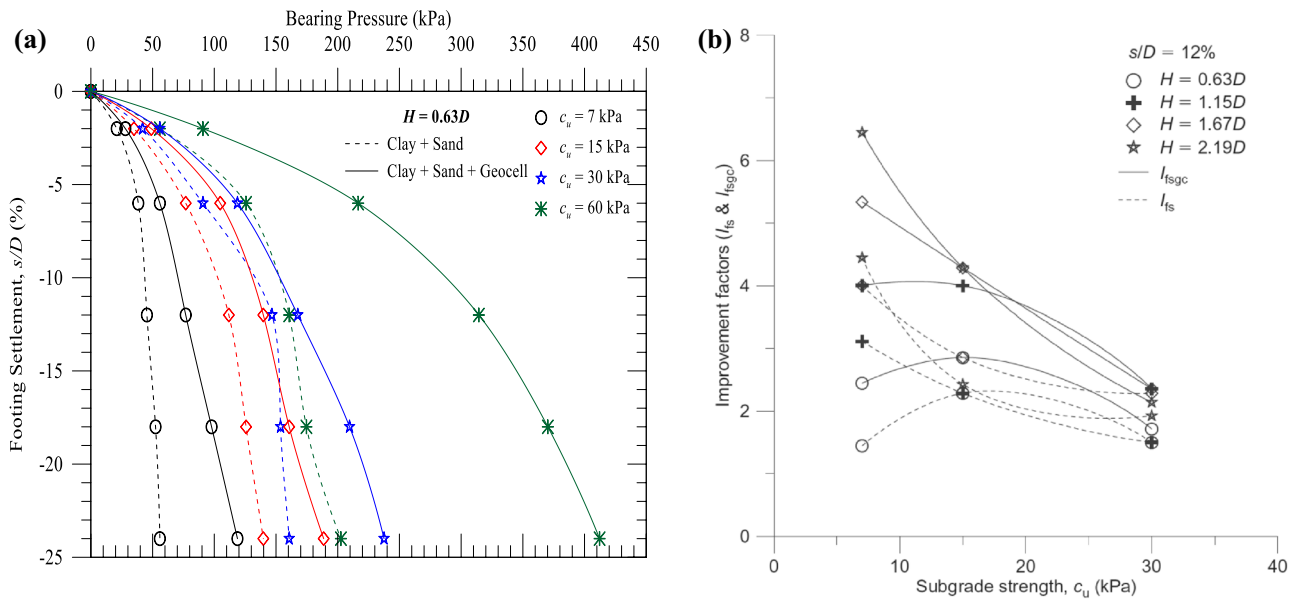 (a)
Bearing Pressure (kPa)
0 50 100 150 200 250 300 350 400 450
0
-5
-10
-15
-20
-25
Footing Settlement, s/D (%)
H = 0.63D
Clay + Sand
Clay + Sand + Geocell
cu = 7 kPa
cu = 15 kPa
cu = 30 kPa
cu = 60 kPa
(b)
8
6
4
2
0
Improvement factors (Ifs & Ifsgc)
s/D = 12%
H = 0.63D
H = 1.15D
H = 1.67D
H = 2.19D
Ifsgc
Ifs
0 10 20 30 40
Subgrade strength, cu (kPa)